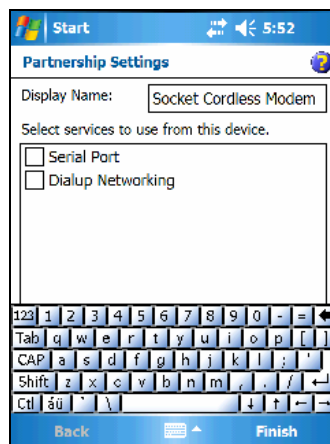 Start 5:52
Partnership Settings ?
Display Name: Socket Cordless Modem
Select services to use from this device.
Serial Port
Dialup Networking
123 1 2 3 4 5 6 7 8 9 0 - =
Tab q w e r t y u i o p [ ]
CAP a s d f g h j k l ; '
Shift z x c v b n m , . /
Ctl áü ` \
Back Finish